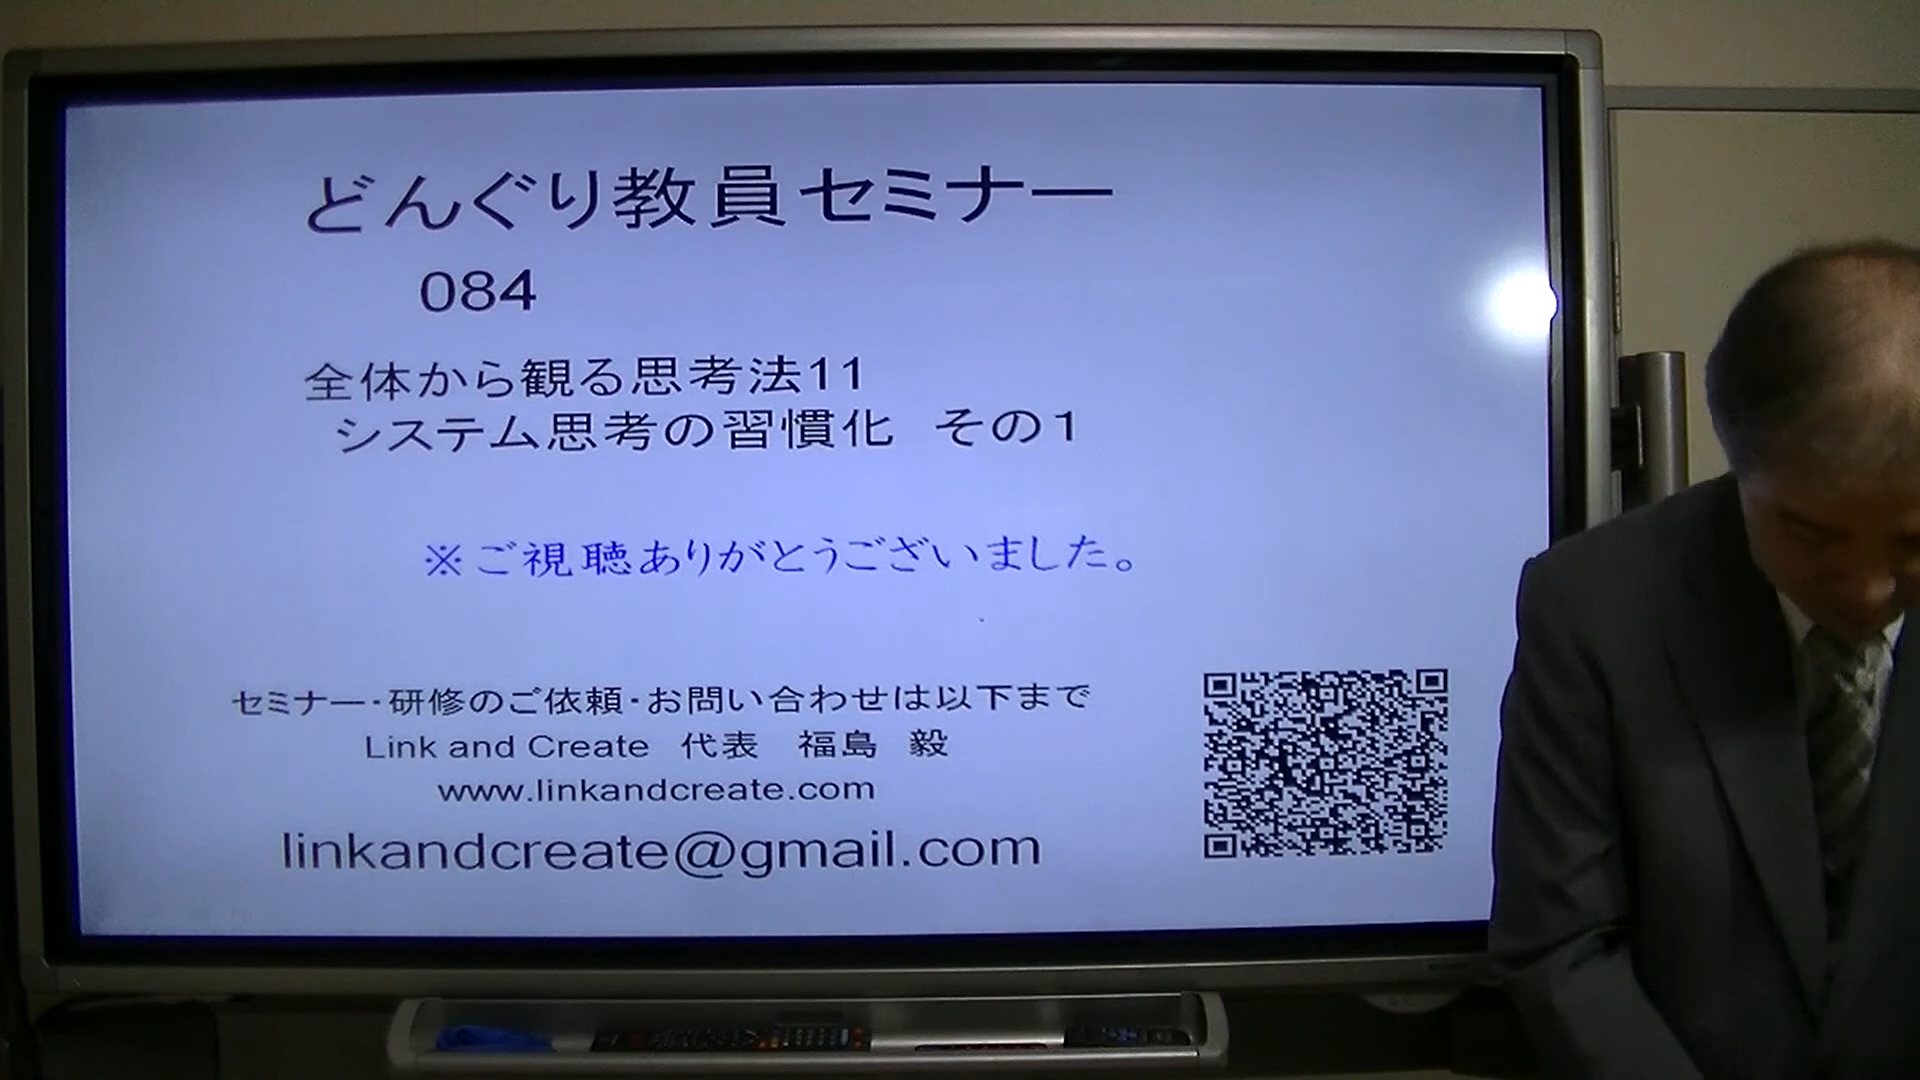 どんぐり教員セミナー
084
全体から観る思考法11
システム思考の習慣化 その1
※ご視聴ありがとうございました。
セミナー・研修のご依頼・お問い合わせは以下まで
Link and Create 代表 福島 毅
www.linkandcreate.com
linkandcreate@gmail.com